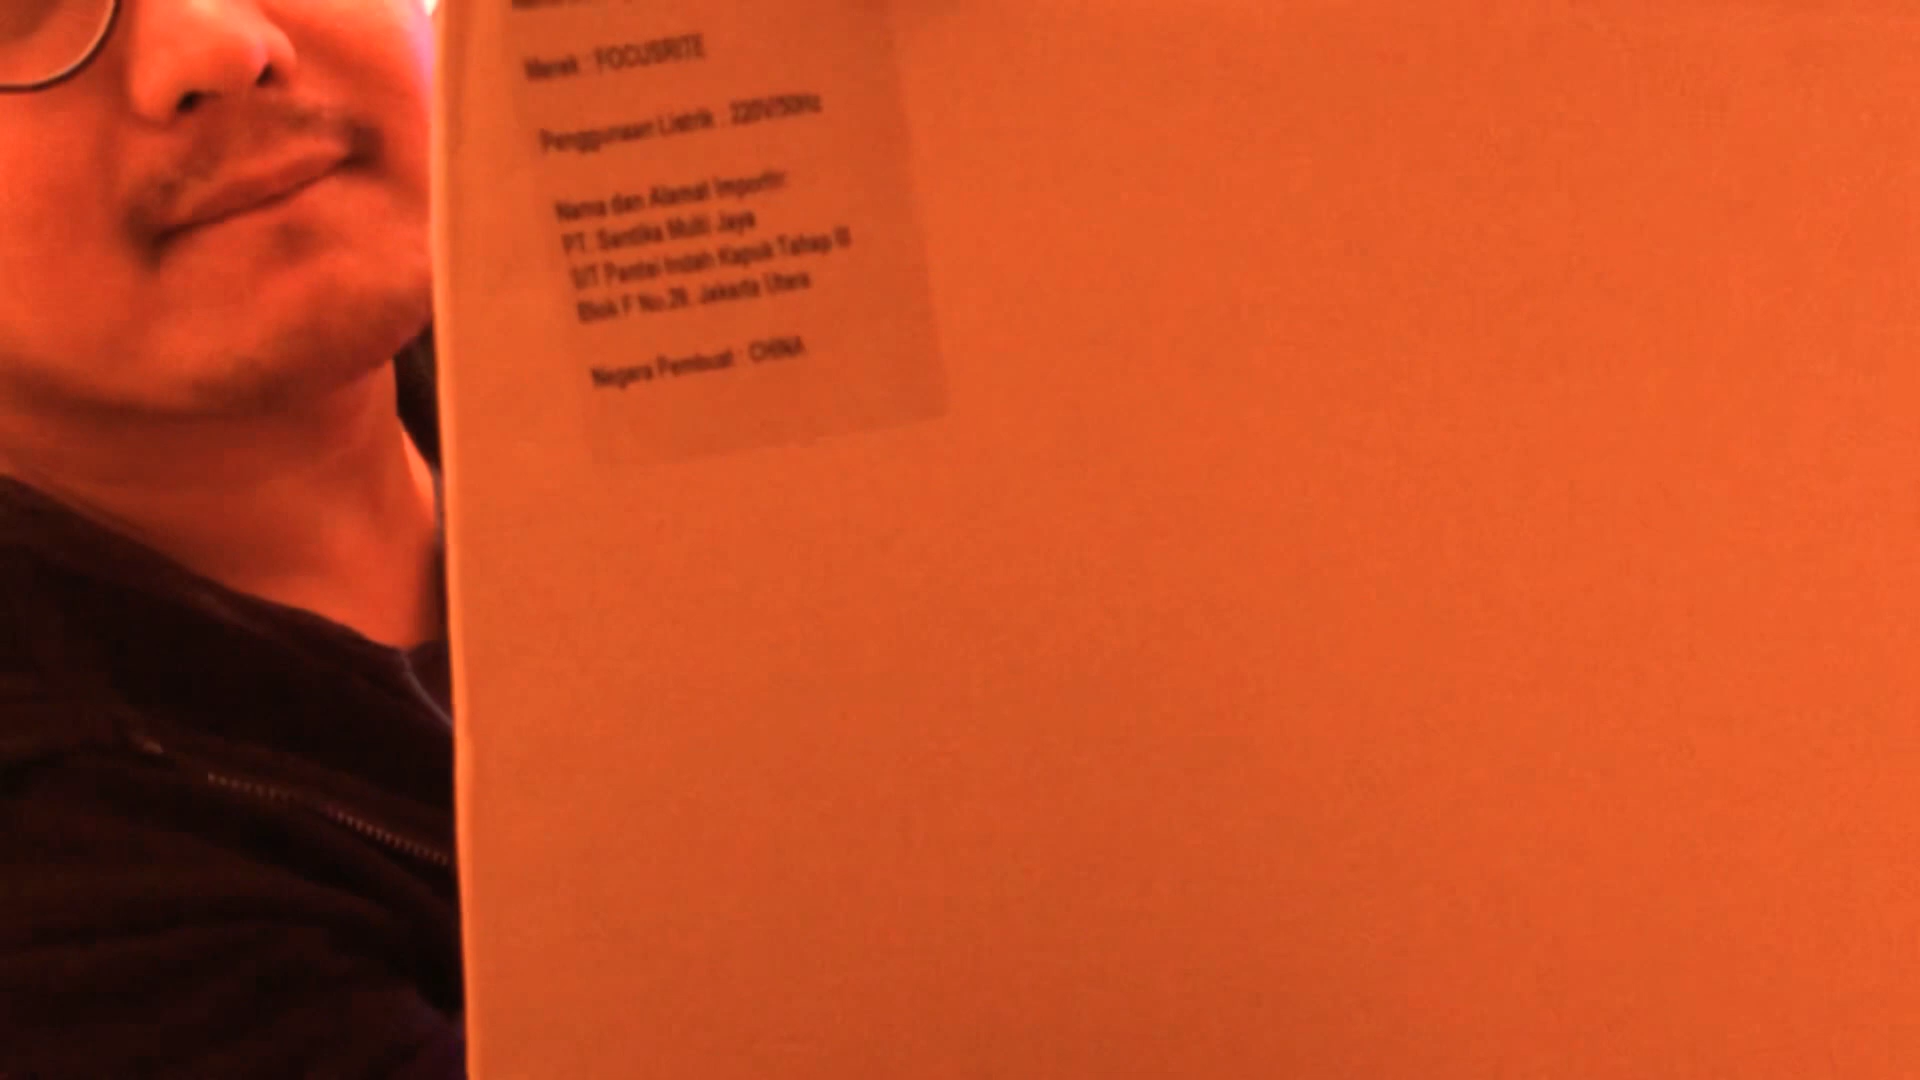 Merek : FOCUSRITE
Penggunaan Listrik : 220V/50Hz
Nama dan Alamat Importir:
PT. Santika Multi Jaya
Pantai Indah Kapuk Tahap III
Blok F No.28. Jakarta Utara
Negara Pembuat : CHINA